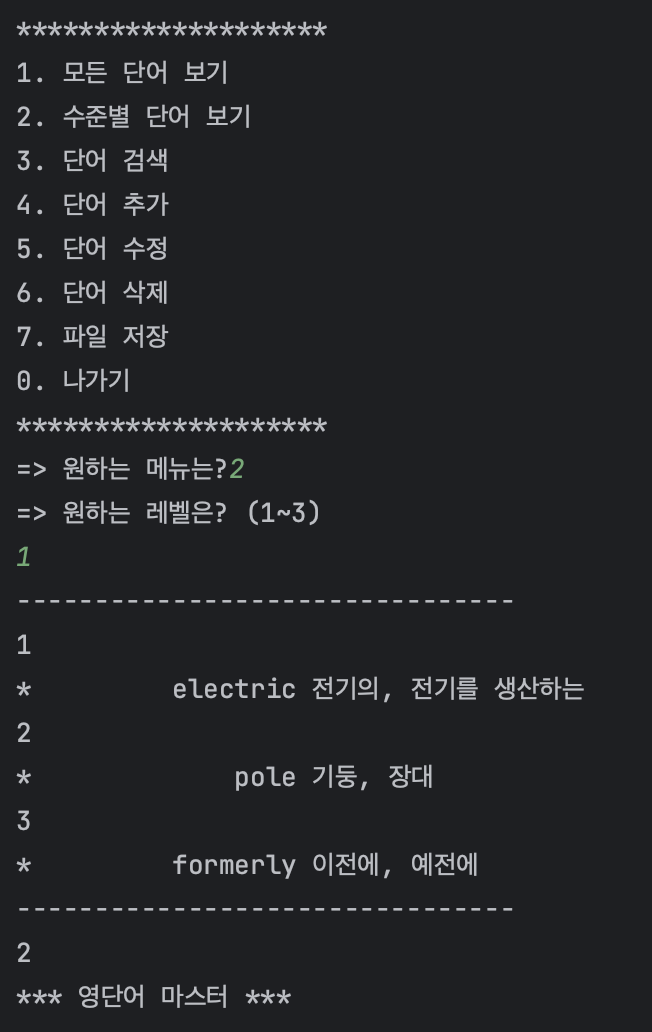 ********************
1. 모든 단어 보기
2. 수준별 단어 보기
3. 단어 검색
4. 단어 추가
5. 단어 수정
6. 단어 삭제
7. 파일 저장
0. 나가기
********************
=> 원하는 메뉴는?2
=> 원하는 레벨은? (1~3)
1
--------------------------------
1
*         electric 전기의, 전기를 생산하는
2
*             pole 기둥, 장대
3
*         formerly 이전에, 예전에
--------------------------------
2
*** 영단어 마스터 ***